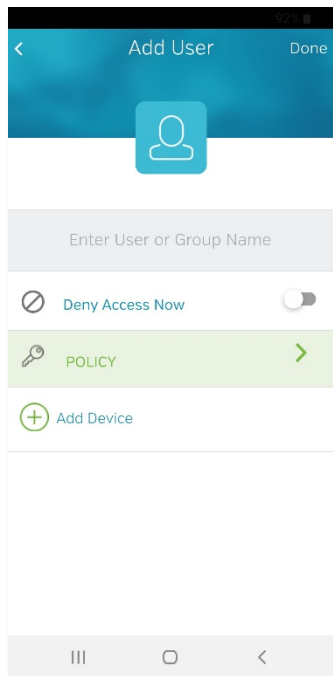 92%
Add User
Done
Enter User or Group Name
Deny Access Now
POLICY
Add Device